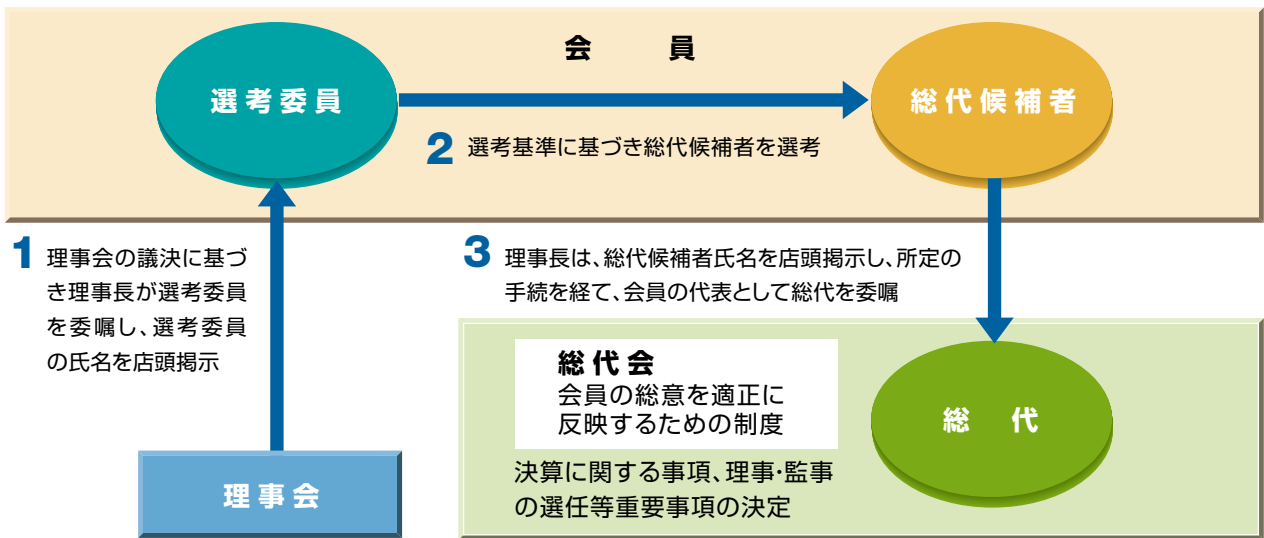 会員
選考委員
総代候補者
2 選考基準に基づき総代候補者を選考
1 理事会の議決に基づ
き理事長が選考委員
を委嘱し、選考委員
の氏名を店頭掲示
3 理事長は、総代候補者氏名を店頭掲示し、所定の
手続を経て、会員の代表として総代を委嘱
総代会
会員の総意を適正に
反映するための制度
決算に関する事項、理事・監事
の選任等重要事項の決定
総代
理事会